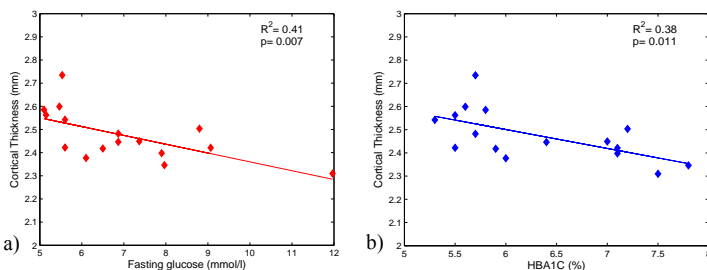 R2= 0.41
p= 0.007
3
2.9
2.8
2.7
2.6
2.5
2.4
2.3
2.2
2.1
2
Cortical Thickness (mm)
5 6 7 8 9 10 11 12
Fasting glucose (mmol/l)
a)
R2= 0.38
p= 0.011
3
2.9
2.8
2.7
2.6
2.5
2.4
2.3
2.2
2.1
2
Cortical Thickness (mm)
5 5.5 6 6.5 7 7.5 8
HBA1C (%)
b)